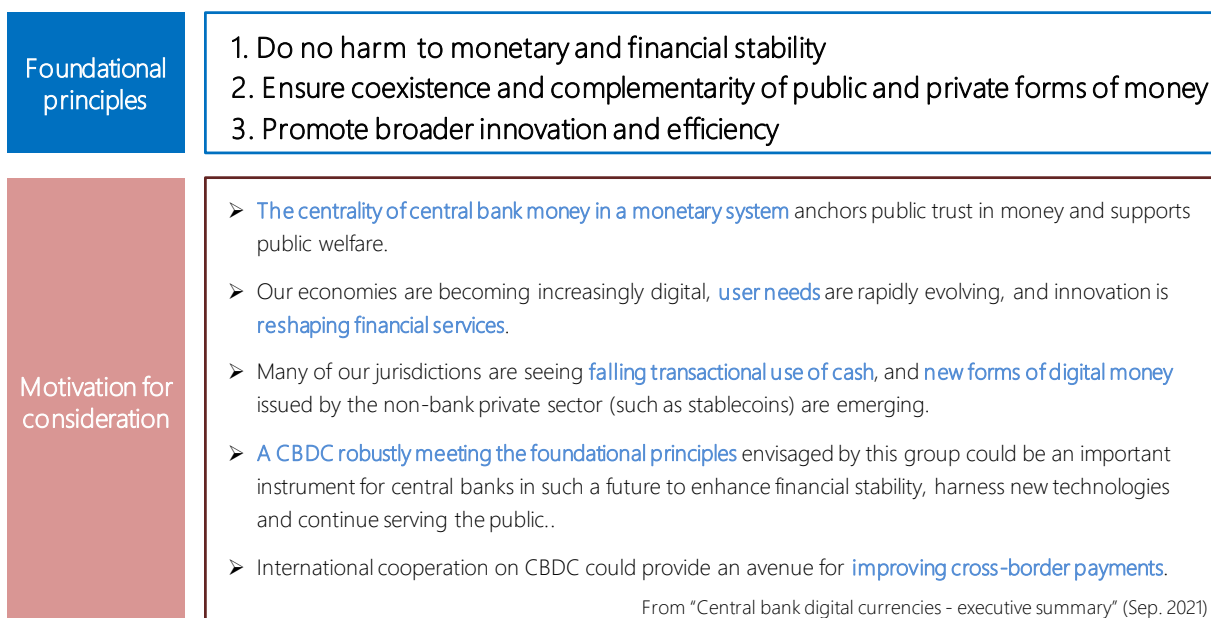 Foundational
principles
1. Do no harm to monetary and financial stability
2. Ensure coexistence and complementarity of public and private forms of money
3. Promote broader innovation and efficiency
Motivation for
consideration
➢ The centrality of central bank money in a monetary system anchors public trust in money and supports
public welfare.
➢ Our economies are becoming increasingly digital, user needs are rapidly evolving, and innovation is
reshaping financial services.
➢ Many of our jurisdictions are seeing falling transactional use of cash, and new forms of digital money
issued by the non-bank private sector (such as stablecoins) are emerging.
➢ A CBDC robustly meeting the foundational principles envisaged by this group could be an important
instrument for central banks in such a future to enhance financial stability, harness new technologies
and continue serving the public..
➢ International cooperation on CBDC could provide an avenue for improving cross-border payments.
From “Central bank digital currencies - executive summary” (Sep. 2021)